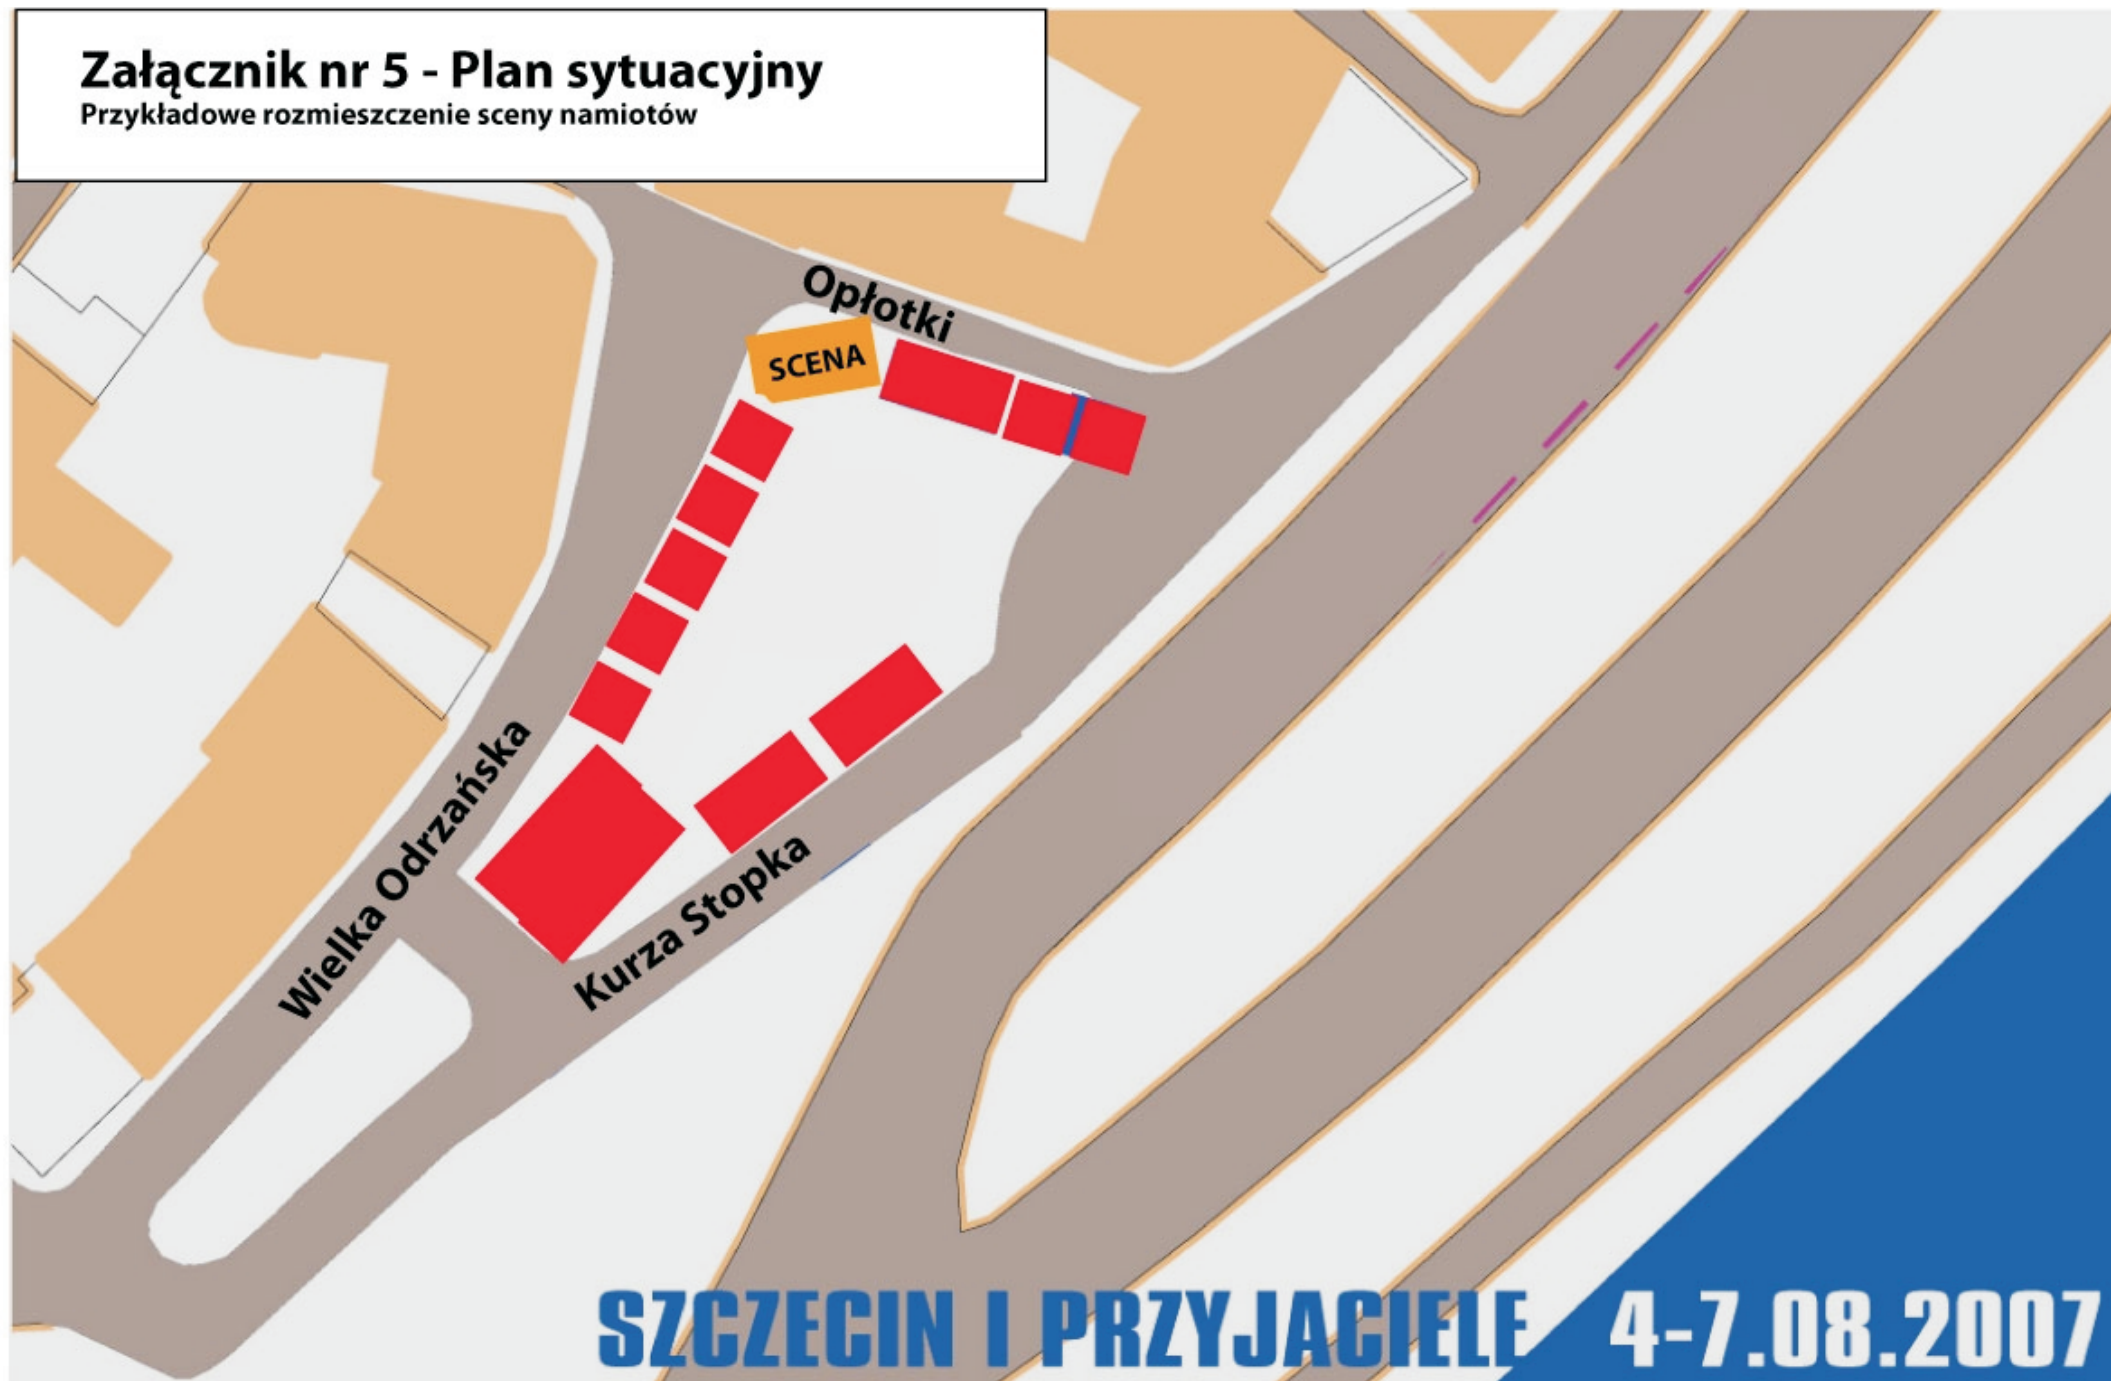 Załącznik nr 5 - Plan sytuacyjny
Przykładowe rozmieszczenie sceny namiotów
Opłotki
SCENA
Wielka Odrzańska
Kurza Stopka
SZCZECIN I PRZYJACIELE 4-7.08.2007